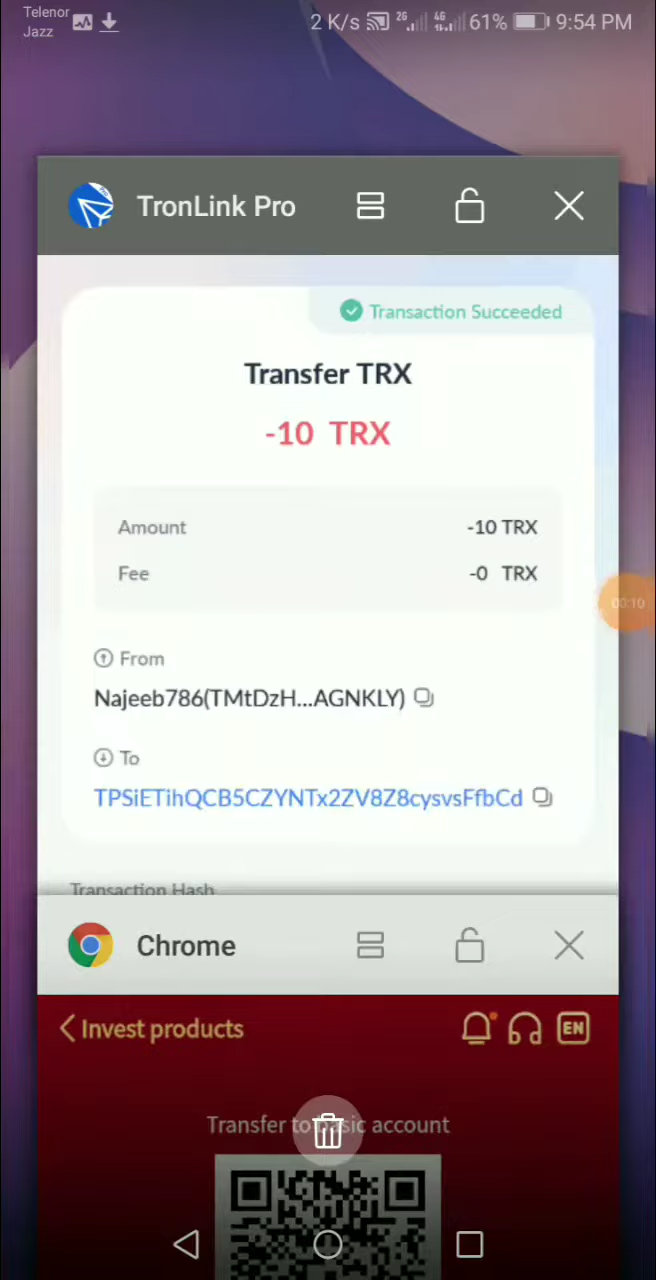 Telenor
Jazz
2 K/s 2G 4G 61% 9:54 PM
TronLink Pro
Transaction Succeeded
Transfer TRX
-10 TRX
Amount -10 TRX
Fee -0 TRX
00:10
From
Najeeb786(TMtDzH...AGNKLY)
To
TPSiETihQCB5CZYNTx2ZV8Z8cysvsFfbCd
Transaction Hash
Chrome
Invest products EN
Transfer to basic account